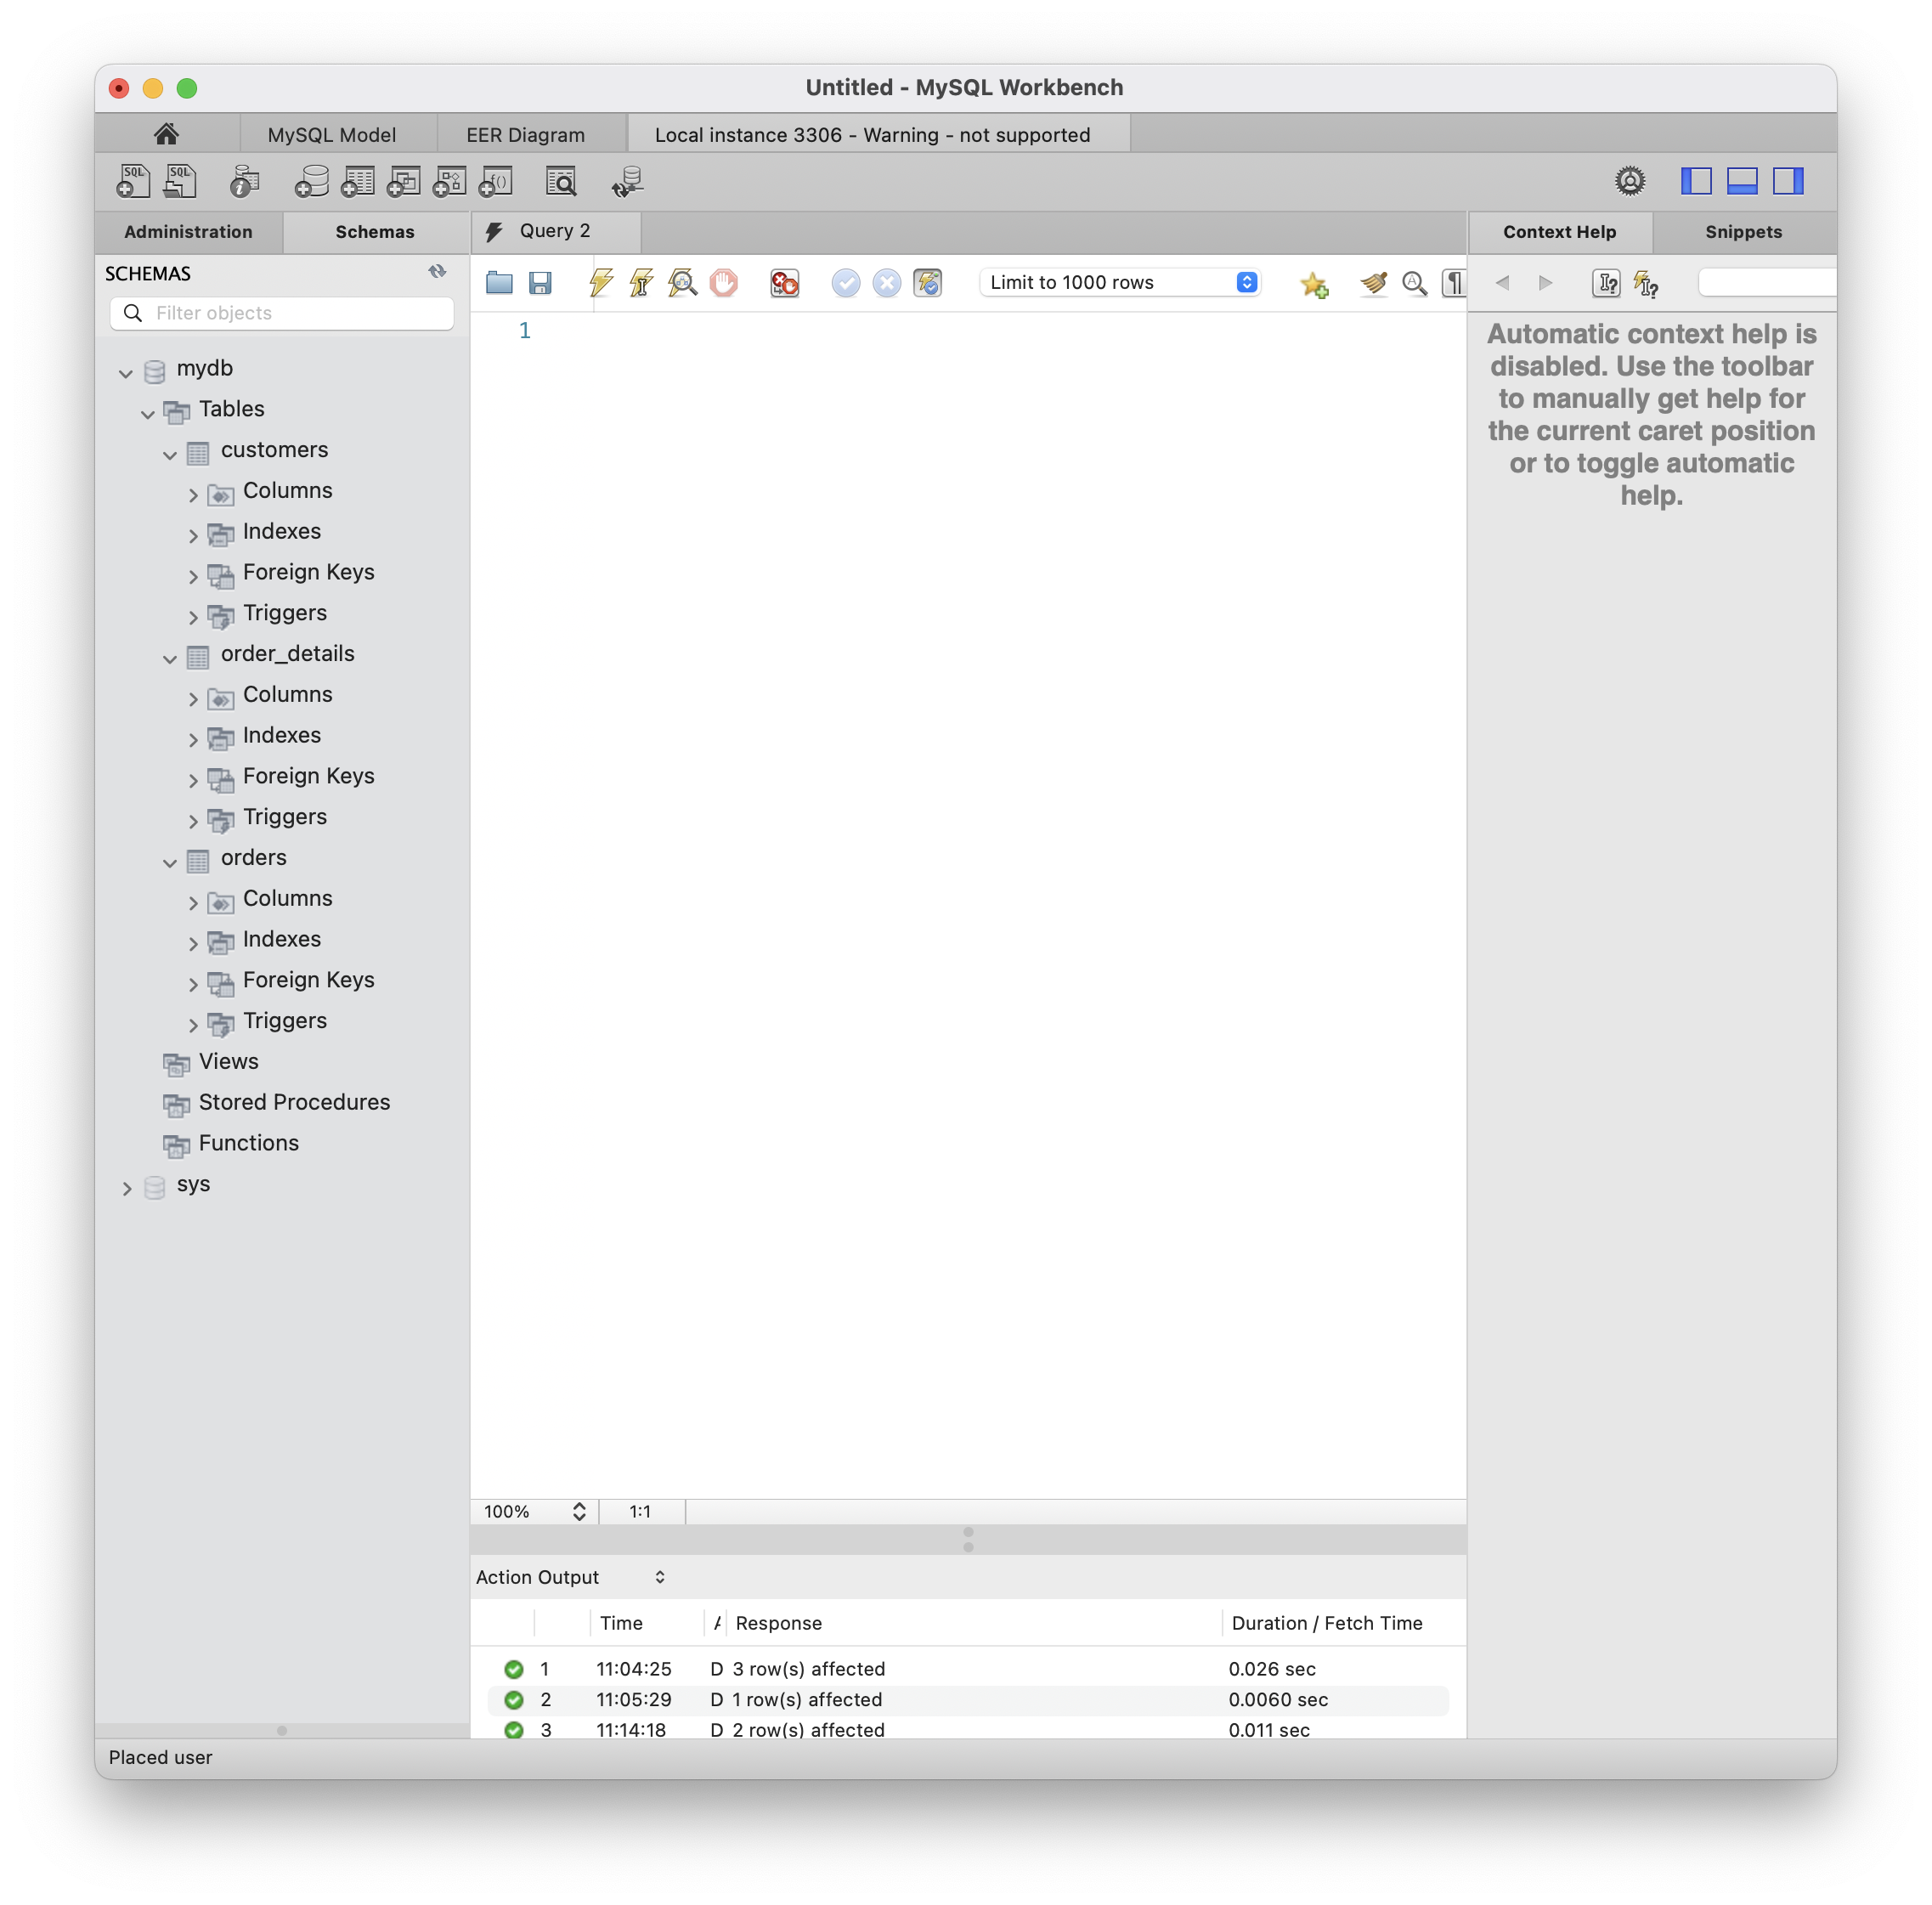 Untitled - MySQL Workbench
MySQL Model
EER Diagram
Local instance 3306 - Warning - not supported
SQL
SQL
Administration
Schemas
Query 2
Context Help
Snippets
SCHEMAS
Filter objects
Limit to 1000 rows
1
mydb
Tables
customers
Columns
Indexes
Foreign Keys
Triggers
order_details
Columns
Indexes
Foreign Keys
Triggers
orders
Columns
Indexes
Foreign Keys
Triggers
Views
Stored Procedures
Functions
sys
Automatic context help is
disabled. Use the toolbar
to manually get help for
the current caret position
or to toggle automatic
help.
100%
1:1
Action Output
Time Response Duration / Fetch Time
1 11:04:25 D 3 row(s) affected 0.026 sec
2 11:05:29 D 1 row(s) affected 0.0060 sec
3 11:14:18 D 2 row(s) affected 0.011 sec
Placed user